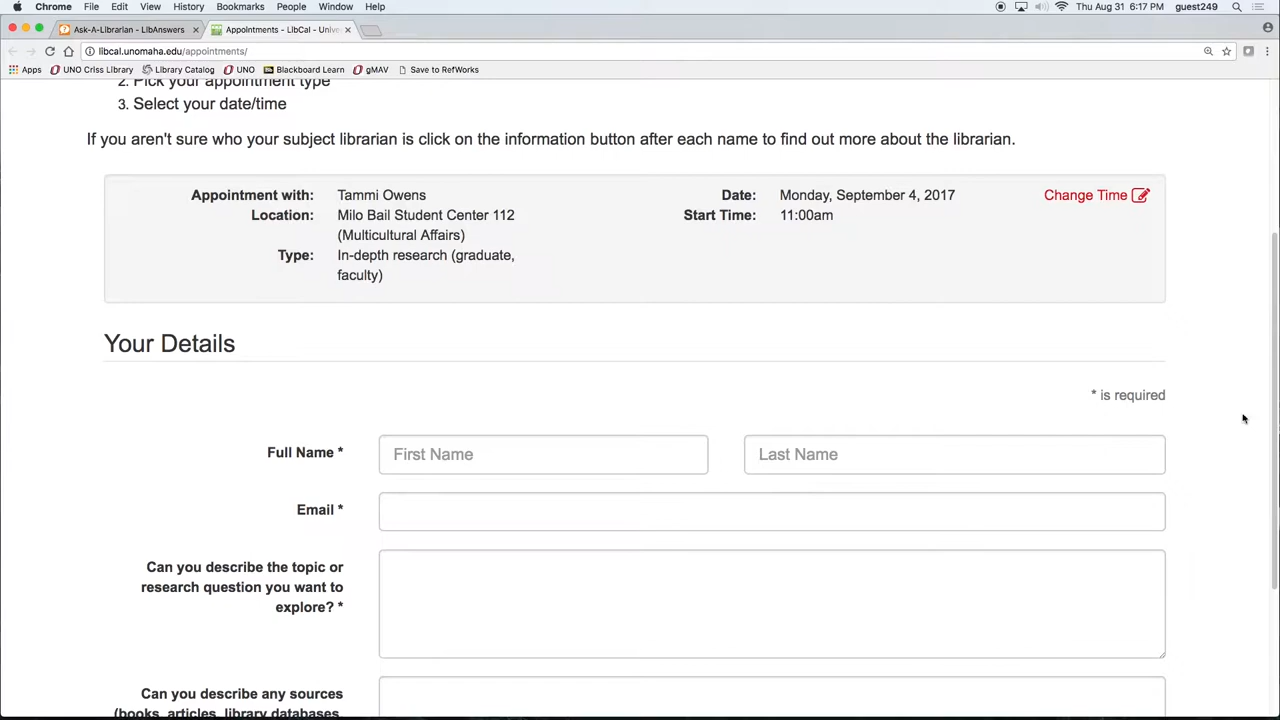 Chrome File Edit View History Bookmarks People Window Help Thu Aug 31 6:17 PM guest249
Ask-A-Librarian - LibAnswers × Appointments - LibCal - Unive ×
libcal.unomaha.edu/appointments/
Apps UNO Criss Library Library Catalog UNO Blackboard Learn gMAV Save to RefWorks
2. Pick your appointment type
3. Select your date/time
If you aren't sure who your subject librarian is click on the information button after each name to find out more about the librarian.
Appointment with: Tammi Owens Date: Monday, September 4, 2017 Change Time
Location: Milo Bail Student Center 112 Start Time: 11:00am
(Multicultural Affairs)
Type: In-depth research (graduate,
faculty)
Your Details
* is required
Full Name * First Name Last Name
Email *
Can you describe the topic or
research question you want to
explore? *
Can you describe any sources
(books, articles, library databases,